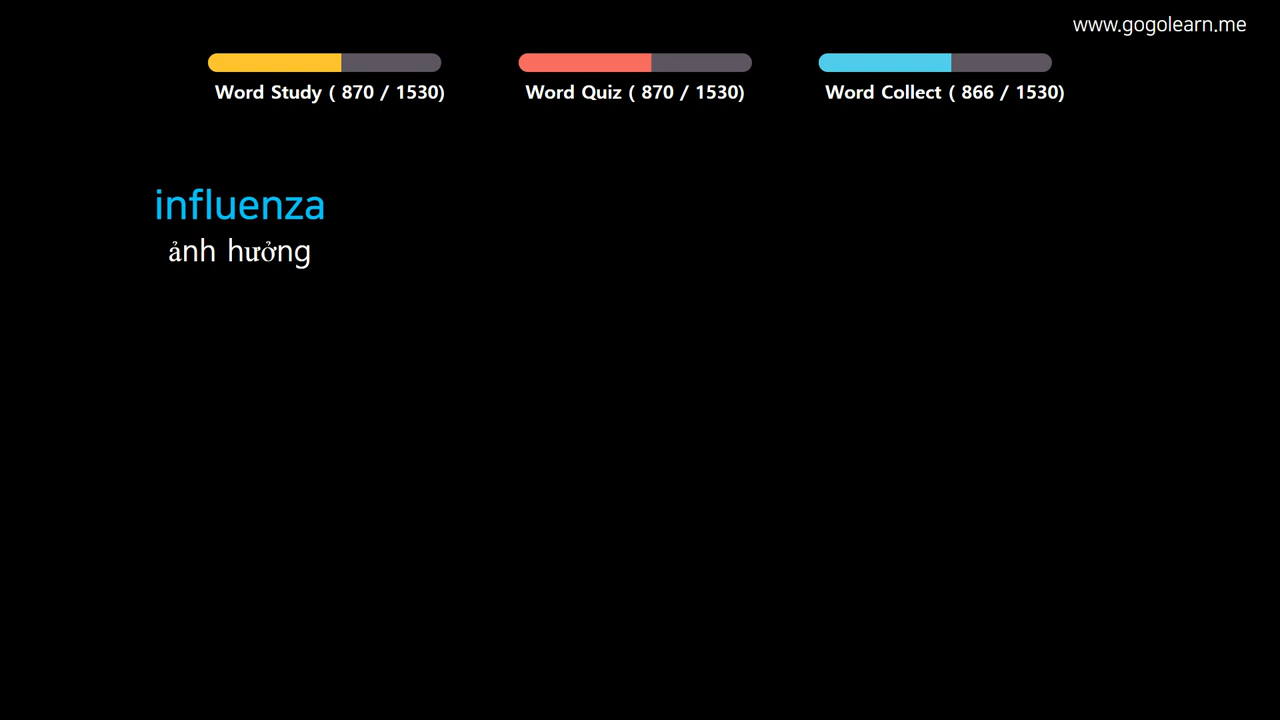 www.gogolearn.me
Word Study ( 870 / 1530)
Word Quiz ( 870 / 1530)
Word Collect ( 866 / 1530)
influenza
ảnh hưởng